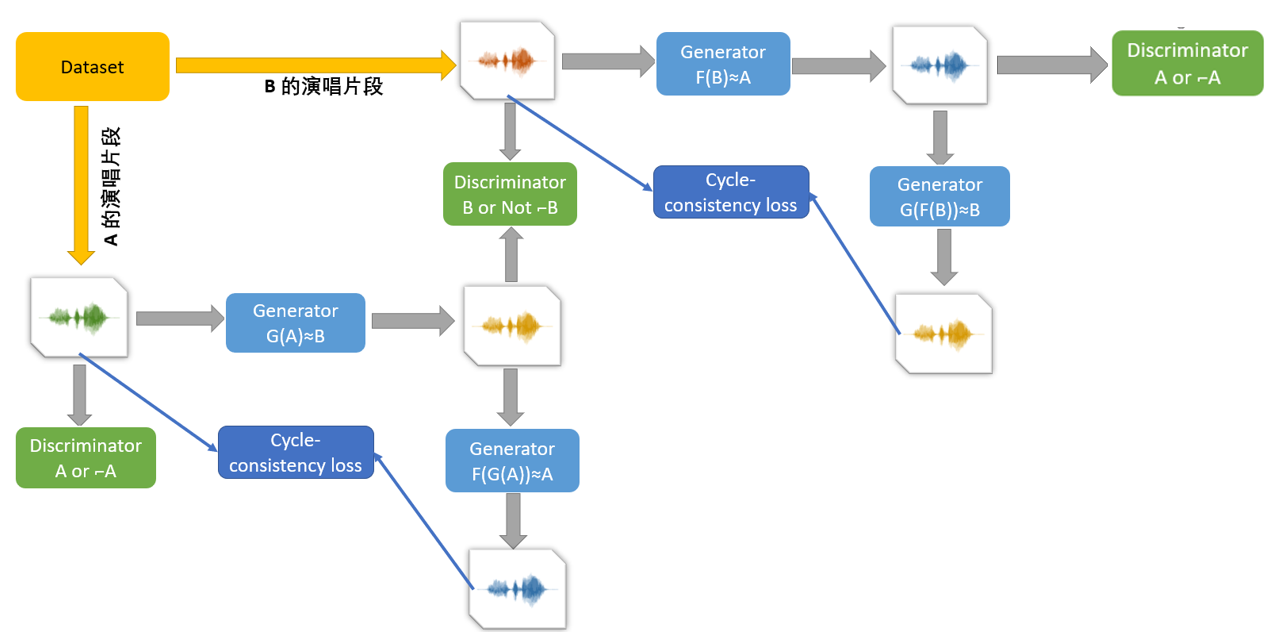 Dataset
B 的演唱片段
Generator
F(B)≈A
Discriminator
A or ⌐A
A 的演唱片段
Discriminator
B or Not ⌐B
Cycle-
consistency loss
Generator
G(F(B))≈B
Generator
G(A)≈B
Discriminator
A or ⌐A
Cycle-
consistency loss
Generator
F(G(A))≈A